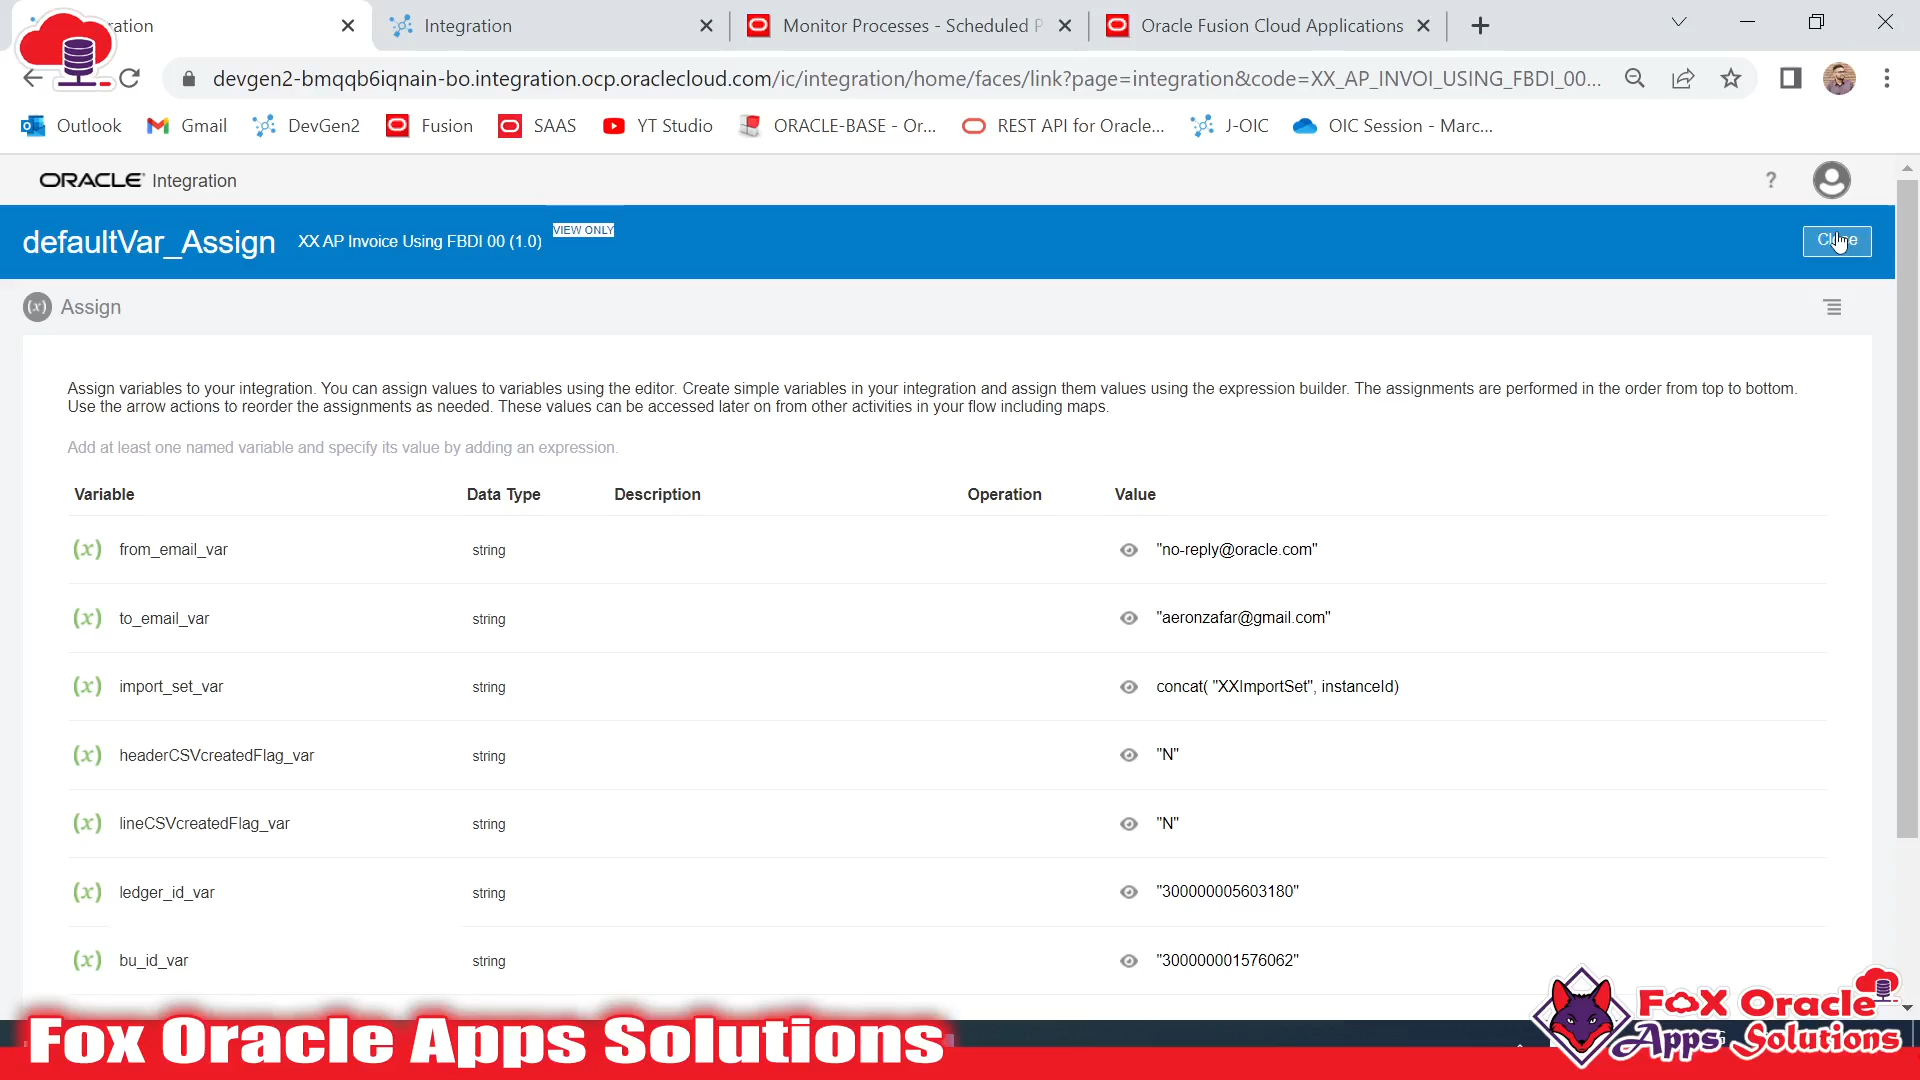 ration
Integration
Monitor Processes - Scheduled P
Oracle Fusion Cloud Applications
devgen2-bmqqb6iqnain-bo.integration.ocp.oraclecloud.com/ic/integration/home/faces/link?page=integration&code=XX_AP_INVOI_USING_FBDI_00...
Outlook
Gmail
DevGen2
Fusion
SAAS
YT Studio
ORACLE-BASE - Or...
REST API for Oracle...
J-OIC
OIC Session - Marc...
ORACLE Integration
?
defaultVar_Assign XX AP Invoice Using FBDI 00 (1.0) VIEW ONLY
Close
(x) Assign
Assign variables to your integration. You can assign values to variables using the editor. Create simple variables in your integration and assign them values using the expression builder. The assignments are performed in the order from top to bottom.
Use the arrow actions to reorder the assignments as needed. These values can be accessed later on from other activities in your flow including maps.
Add at least one named variable and specify its value by adding an expression.
Variable Data Type Description Operation Value
(x) from_email_var string "no-reply@oracle.com"
(x) to_email_var string "aeronzafar@gmail.com"
(x) import_set_var string concat( "XXImportSet", instanceId)
(x) headerCSVcreatedFlag_var string "N"
(x) lineCSVcreatedFlag_var string "N"
(x) ledger_id_var string "300000005603180"
(x) bu_id_var string "300000001576062"
Fox Oracle Apps Solutions
Fox Oracle
Apps Solutions